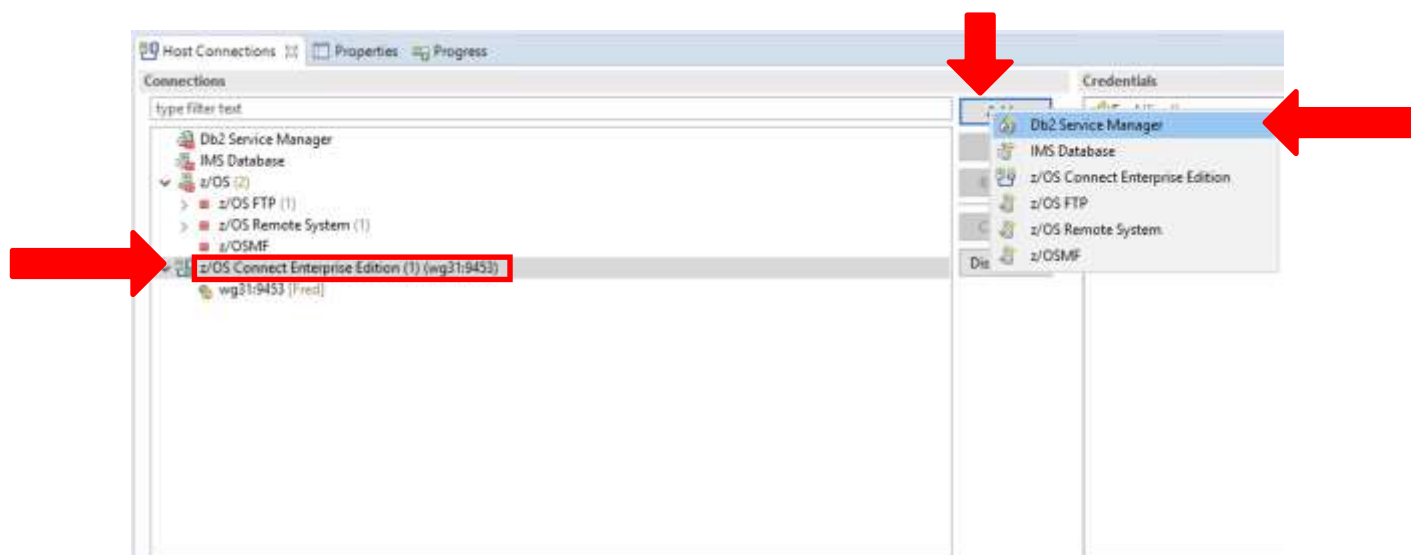 Host Connections Properties Progress
Connections
Credentials
type filter text
Db2 Service Manager
IMS Database
z/OS (2)
z/OS FTP (1)
z/OS Remote System (1)
z/OSMF
z/OS Connect Enterprise Edition (1) (wg31:9453)
wg31:9453 [Fred]
Db2 Service Manager
IMS Database
z/OS Connect Enterprise Edition
z/OS FTP
z/OS Remote System
z/OSMF